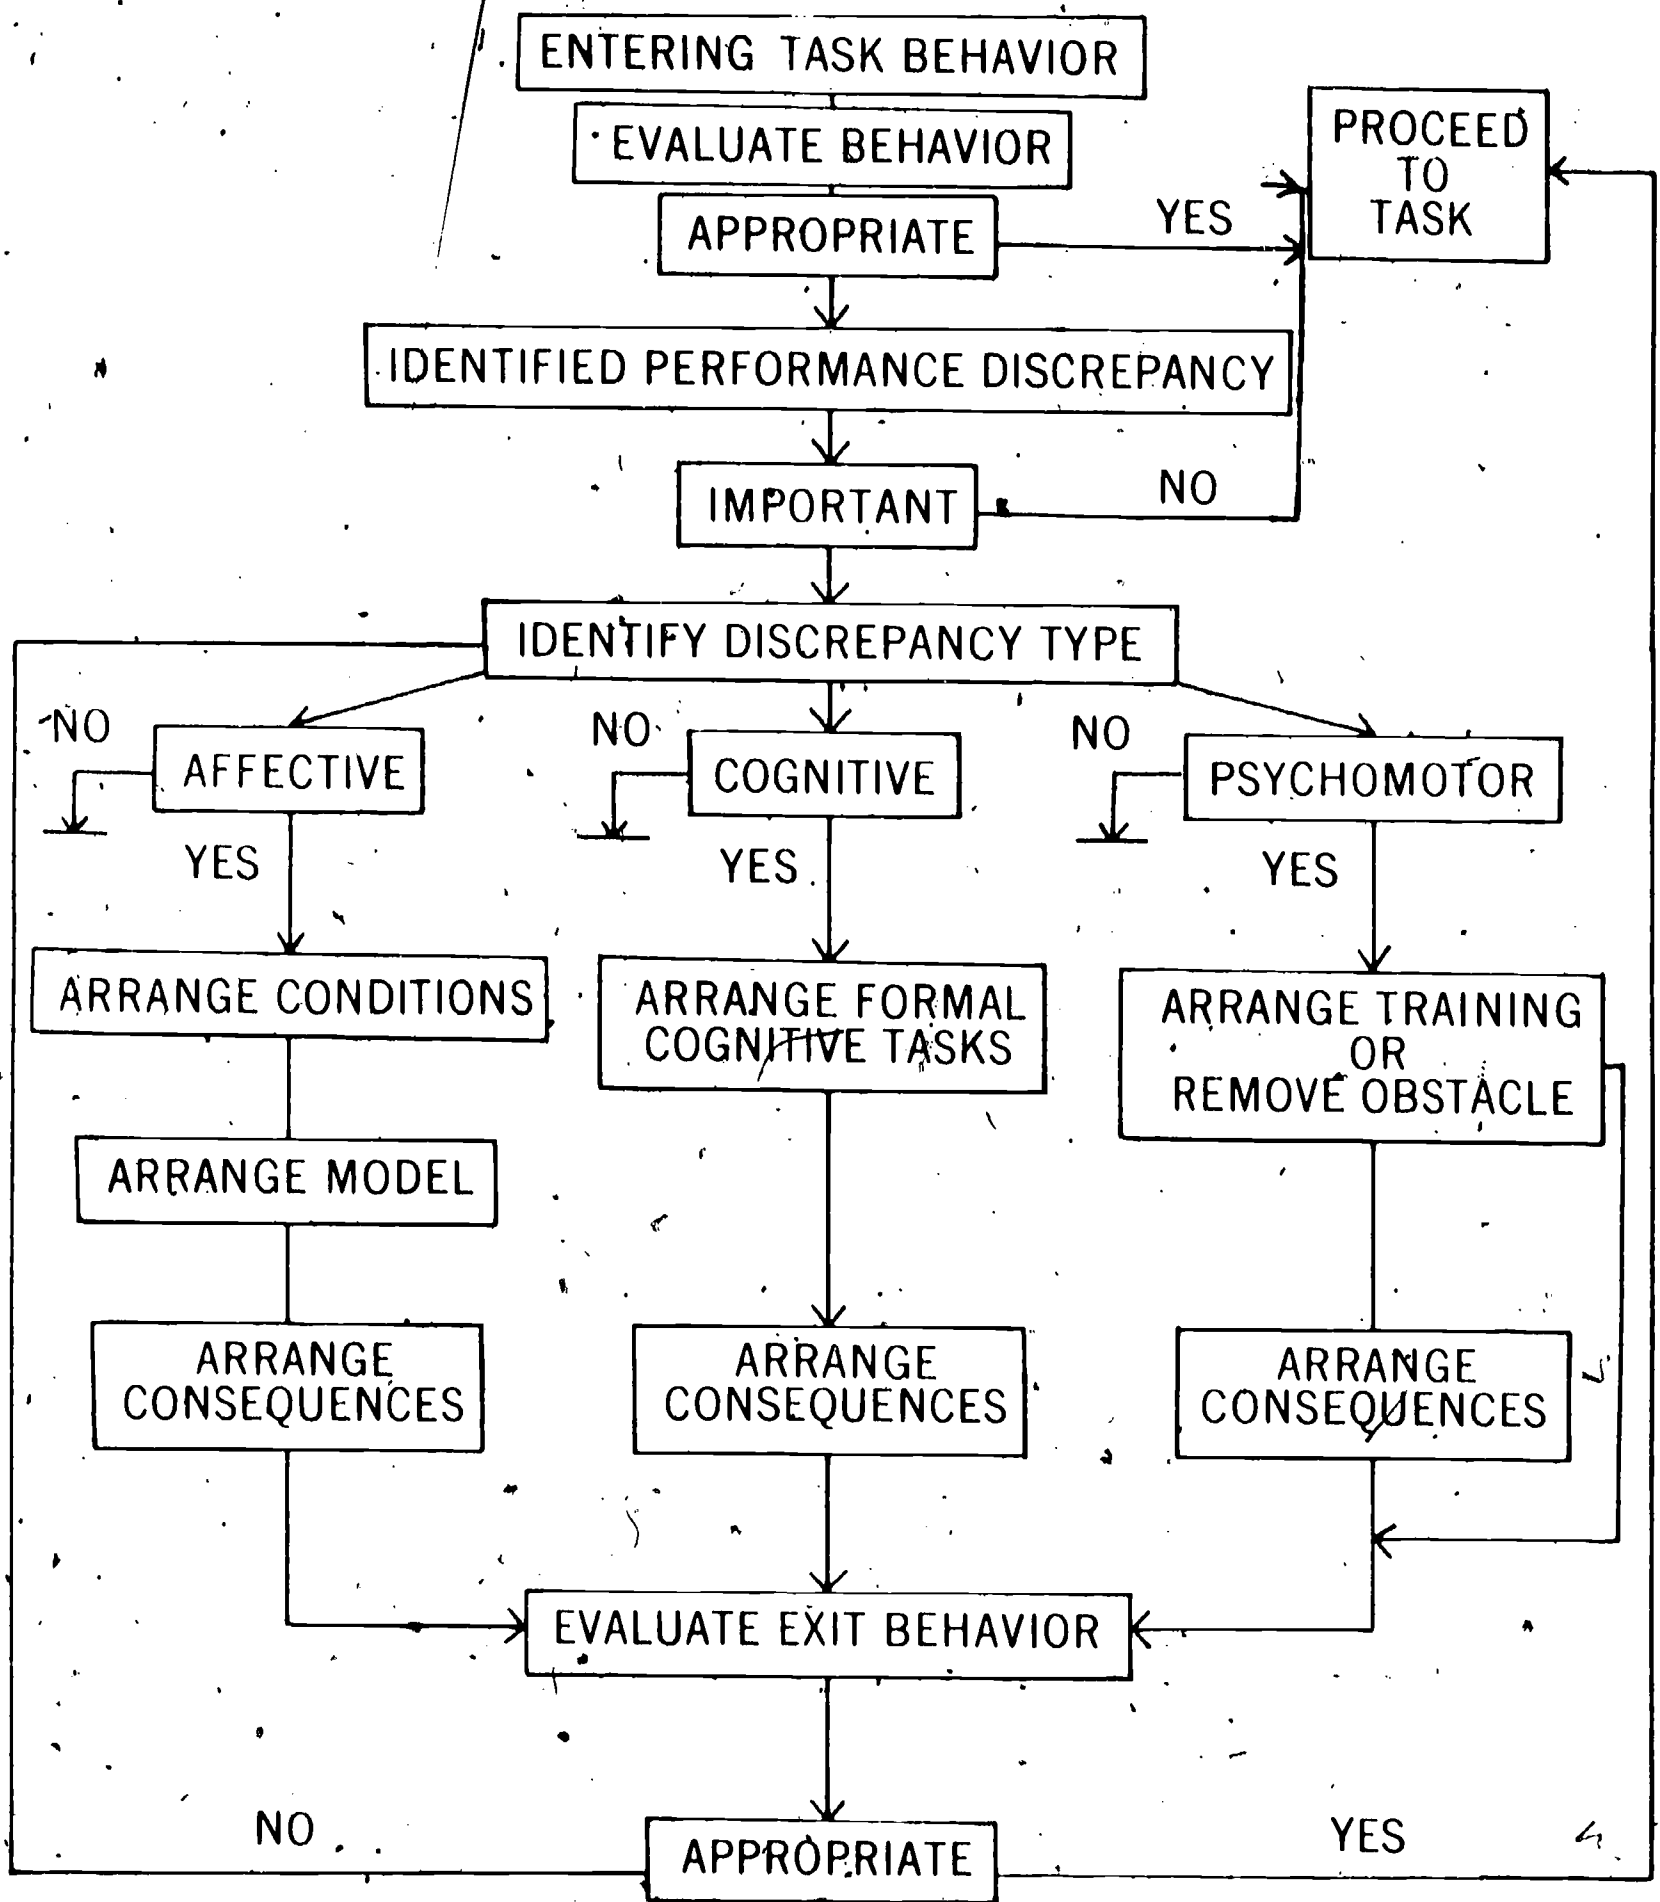 ENTERING TASK BEHAVIOR
EVALUATE BEHAVIOR
PROCEED
TO
TASK
APPROPRIATE
YES
IDENTIFIED PERFORMANCE DISCREPANCY
IMPORTANT
NO
IDENTIFY DISCREPANCY TYPE
NO
AFFECTIVE
NO
COGNITIVE
NO
PSYCHOMOTOR
YES
YES
YES
ARRANGE CONDITIONS
ARRANGE FORMAL
COGNITIVE TASKS
ARRANGE TRAINING
OR
REMOVE OBSTACLE
ARRANGE MODEL
ARRANGE
CONSEQUENCES
ARRANGE
CONSEQUENCES
ARRANGE
CONSEQUENCES
EVALUATE EXIT BEHAVIOR
NO
APPROPRIATE
YES